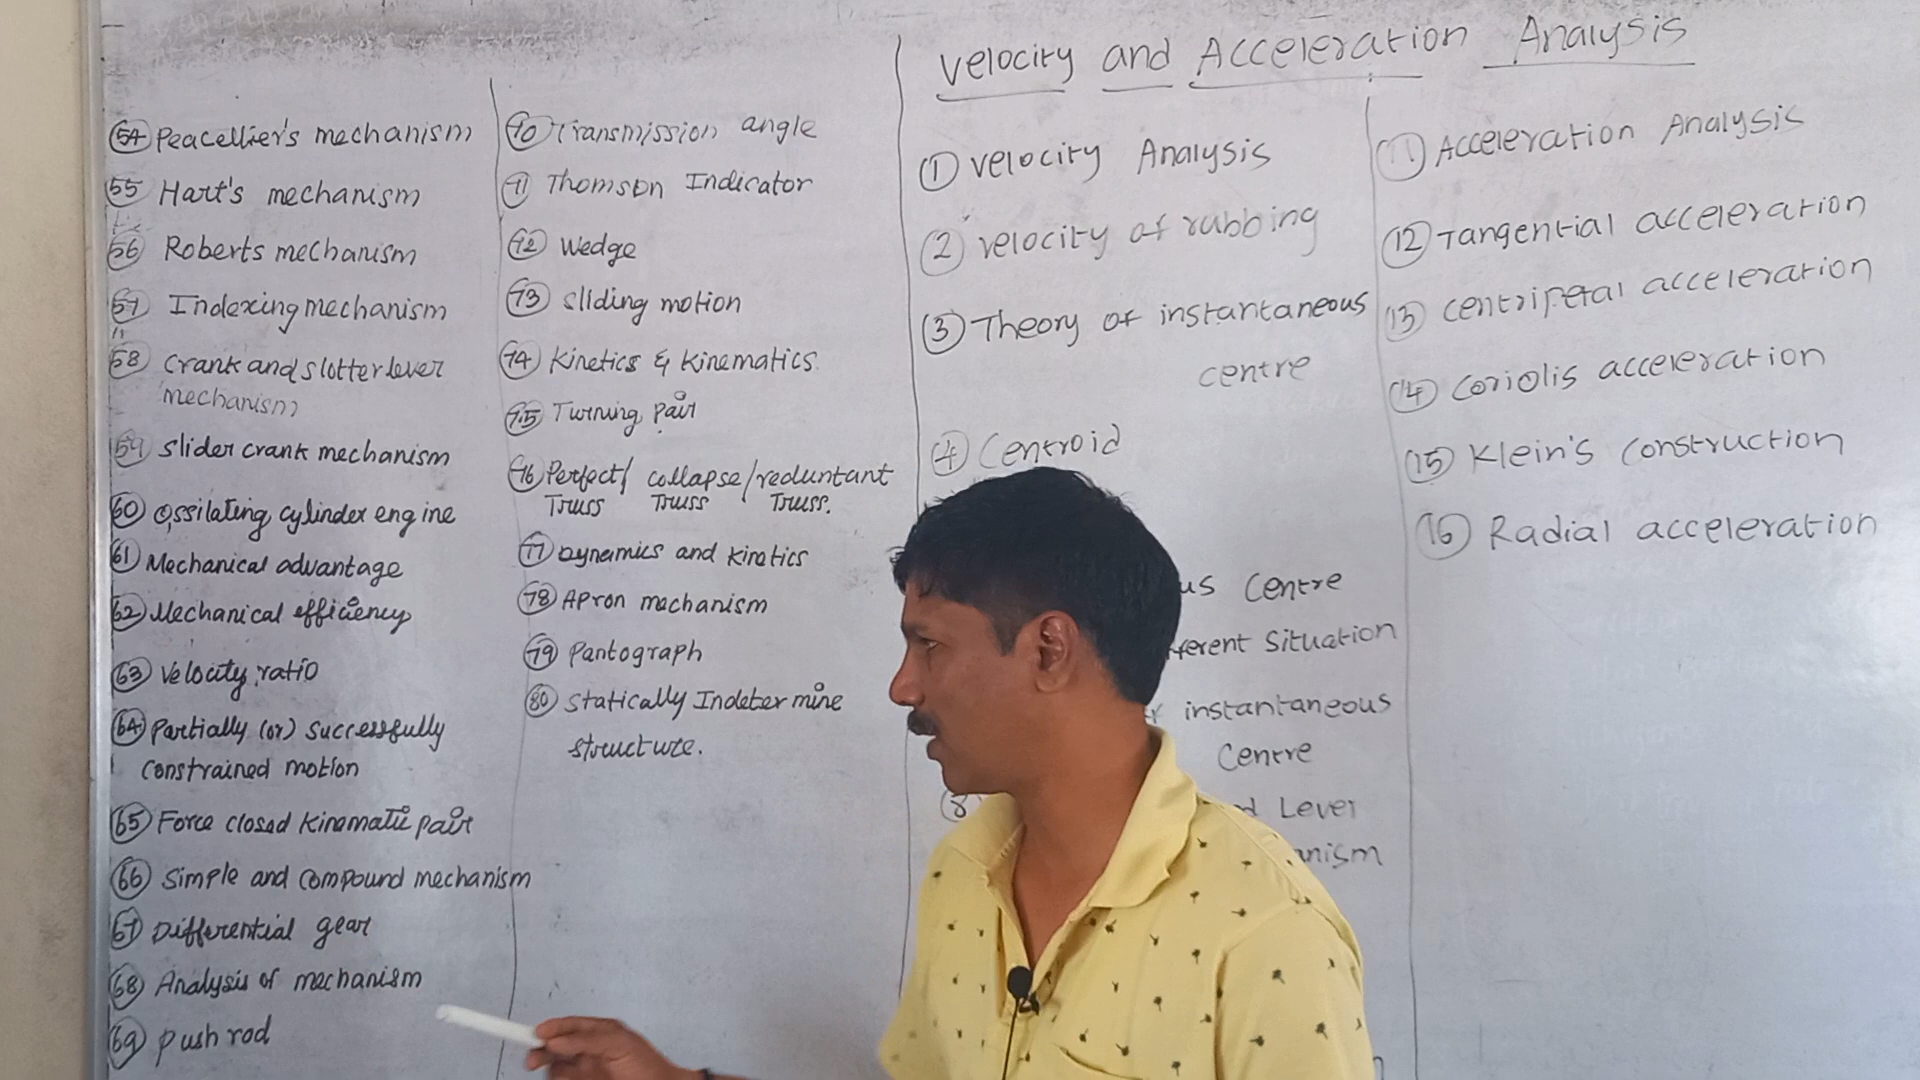 54 Peacellier's mechanism
55 Hart's mechanism
56 Roberts mechanism
57 Indexing mechanism
58 Crank and slotter lever
mechanism
59 Slider crank mechanism
60 Ossilating cylinder engine
61 Mechanical advantage
62 Mechanical efficiency
63 Velocity ratio
64 Partially (or) Successfully
constrained motion
65 Force closed Kinematic pair
66 Simple and compound mechanism
67 Differential gear
68 Analysis of mechanism
69 Push rod
70 Transmission angle
71 Thomson Indicator
72 Wedge
73 Sliding motion
74 Kinetics & Kinematics
75 Turning pair
76 Perfect/ collapse/reduntant
Truss Truss Truss.
77 Dynamics and Kinetics
78 Apron mechanism
79 Pantograph
80 Statically Indetermine
structure.
Velocity and Acceleration Analysis
1 Velocity Analysis
2 Velocity of rubbing
3 Theory of instantaneous
centre
4 Centroid
us Centre
ferent Situation
instantaneous
Centre
8
d Level
nism
11 Acceleration Analysis
12 Tangential acceleration
13 Centripetal acceleration
14 Coriolis acceleration
15 Klein's Construction
16 Radial acceleration